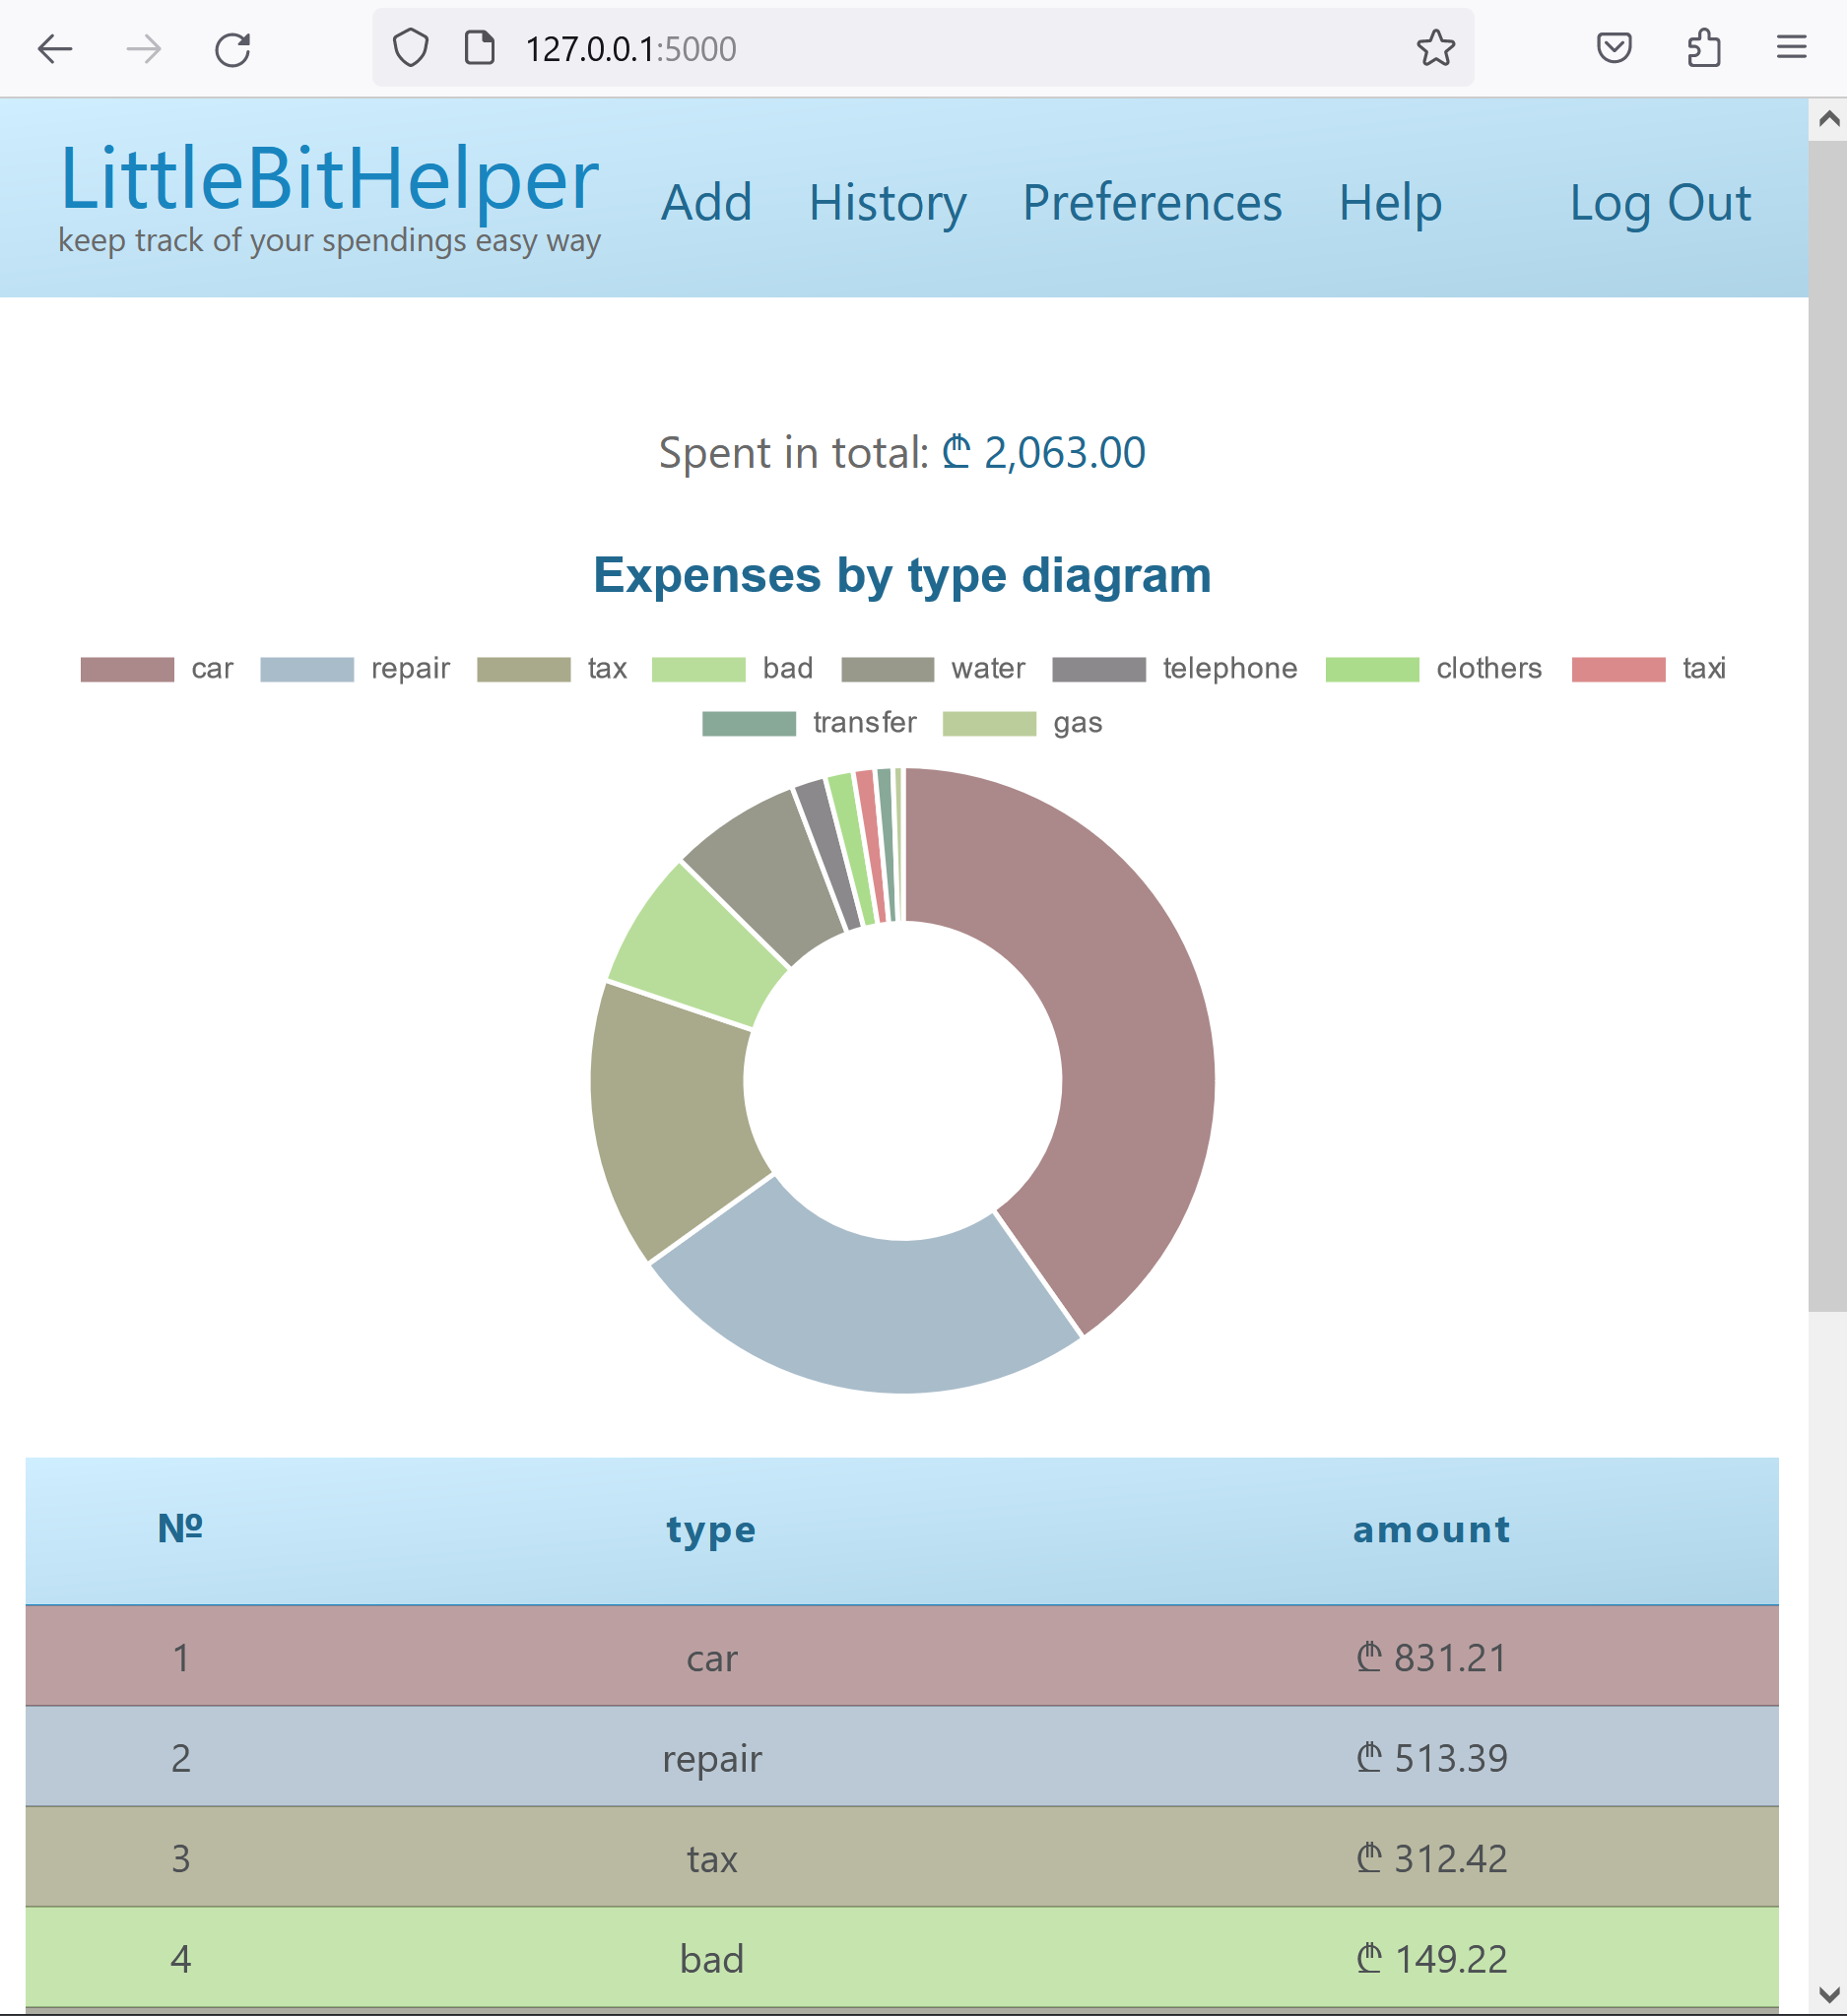 127.0.0.1:5000
LittleBitHelper
keep track of your spendings easy way
Add History Preferences Help Log Out
Spent in total: ₾ 2,063.00
Expenses by type diagram
car repair tax bad water telephone clothers taxi
transfer gas
№ type amount
1 car ₾ 831.21
2 repair ₾ 513.39
3 tax ₾ 312.42
4 bad ₾ 149.22